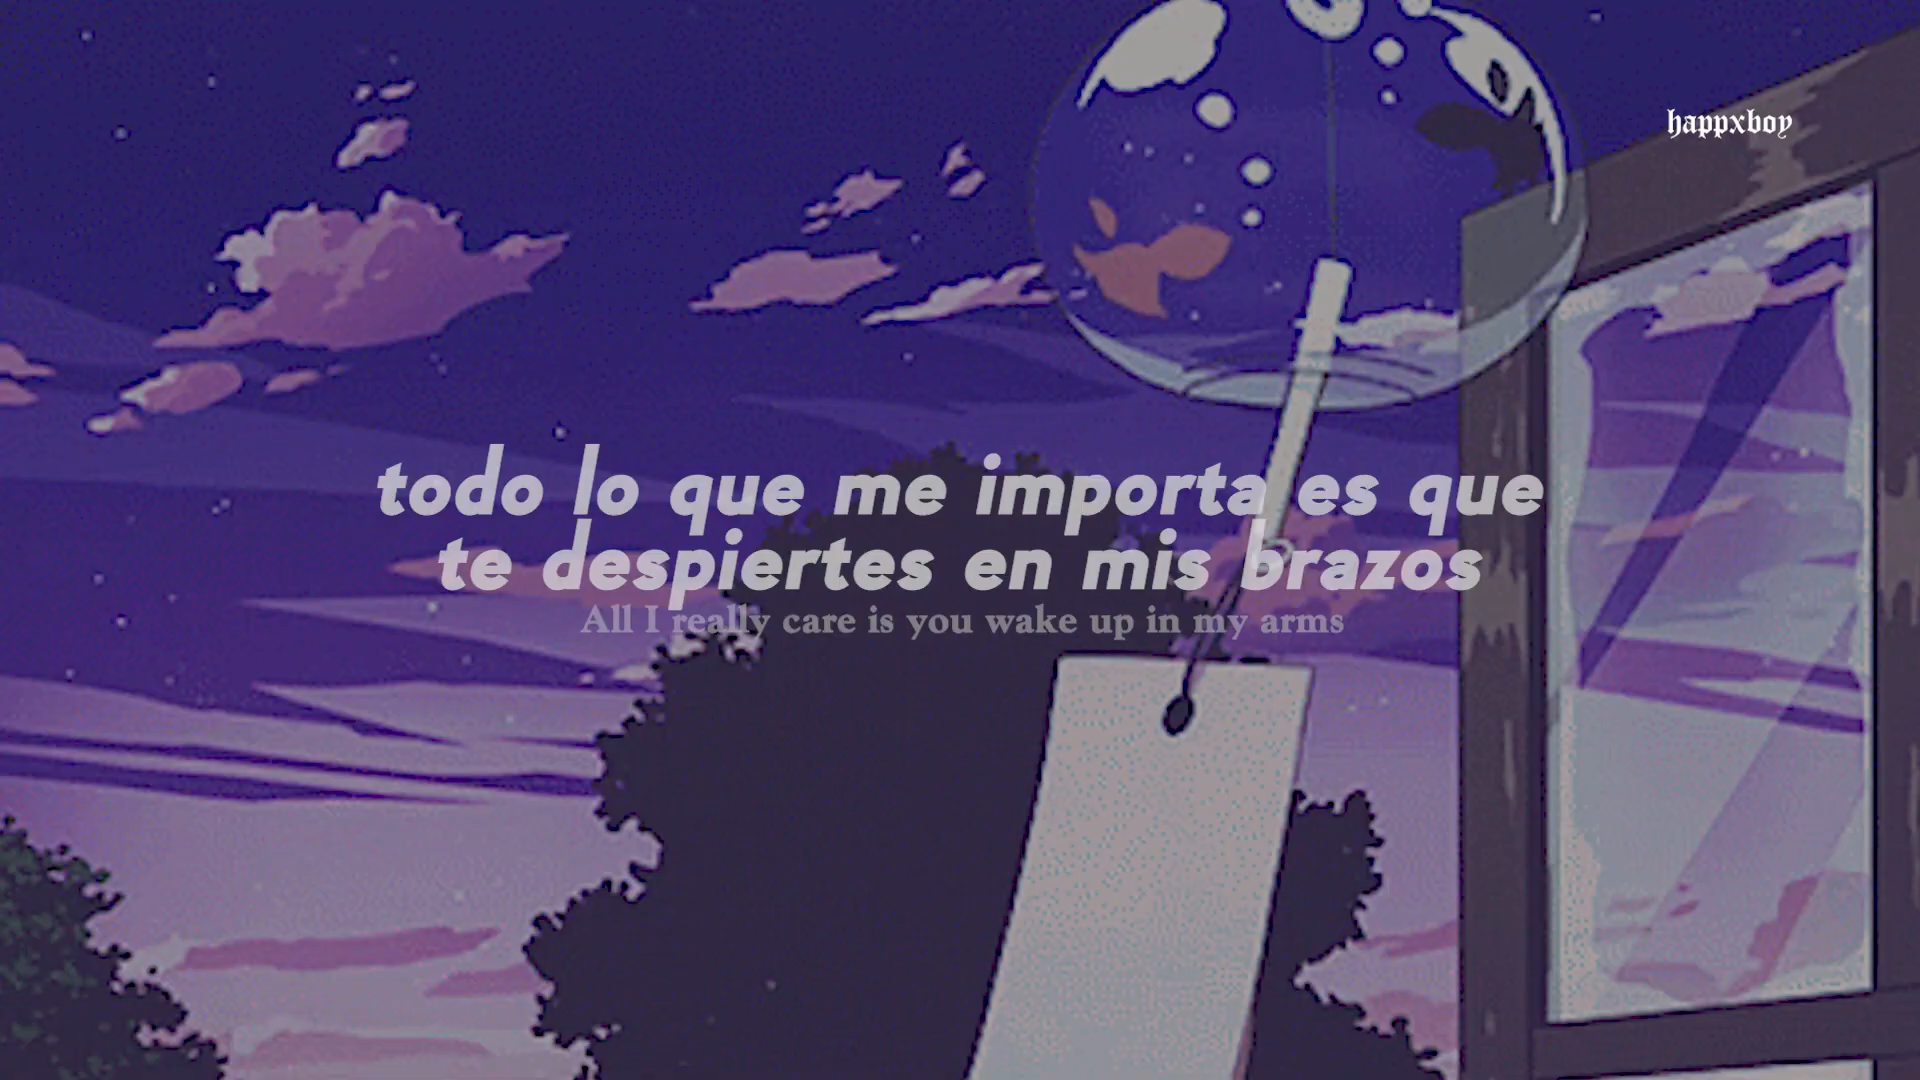 happxboy
todo lo que me importa es que
te despiertes en mis brazos
All I really care is you wake up in my arms